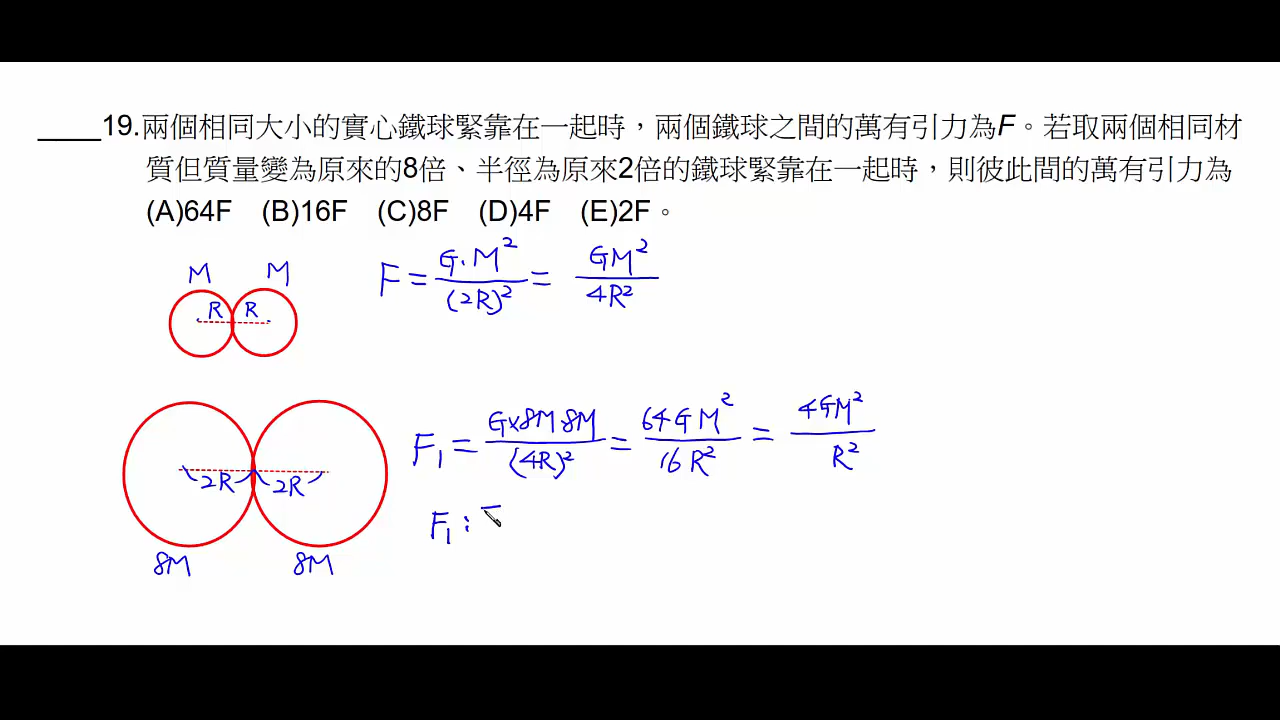 ____19.兩個相同大小的實心鐵球緊靠在一起時，兩個鐵球之間的萬有引力為F。若取兩個相同材
質但質量變為原來的8倍、半徑為原來2倍的鐵球緊靠在一起時，則彼此間的萬有引力為
(A)64F (B)16F (C)8F (D)4F (E)2F。
M M
R R
F = G·M²/(2R)² = GM²/4R²
2R 2R
8M 8M
F₁ = G×8M 8M/(4R)² = 64GM²/16R² = 4GM²/R²
F₁ :